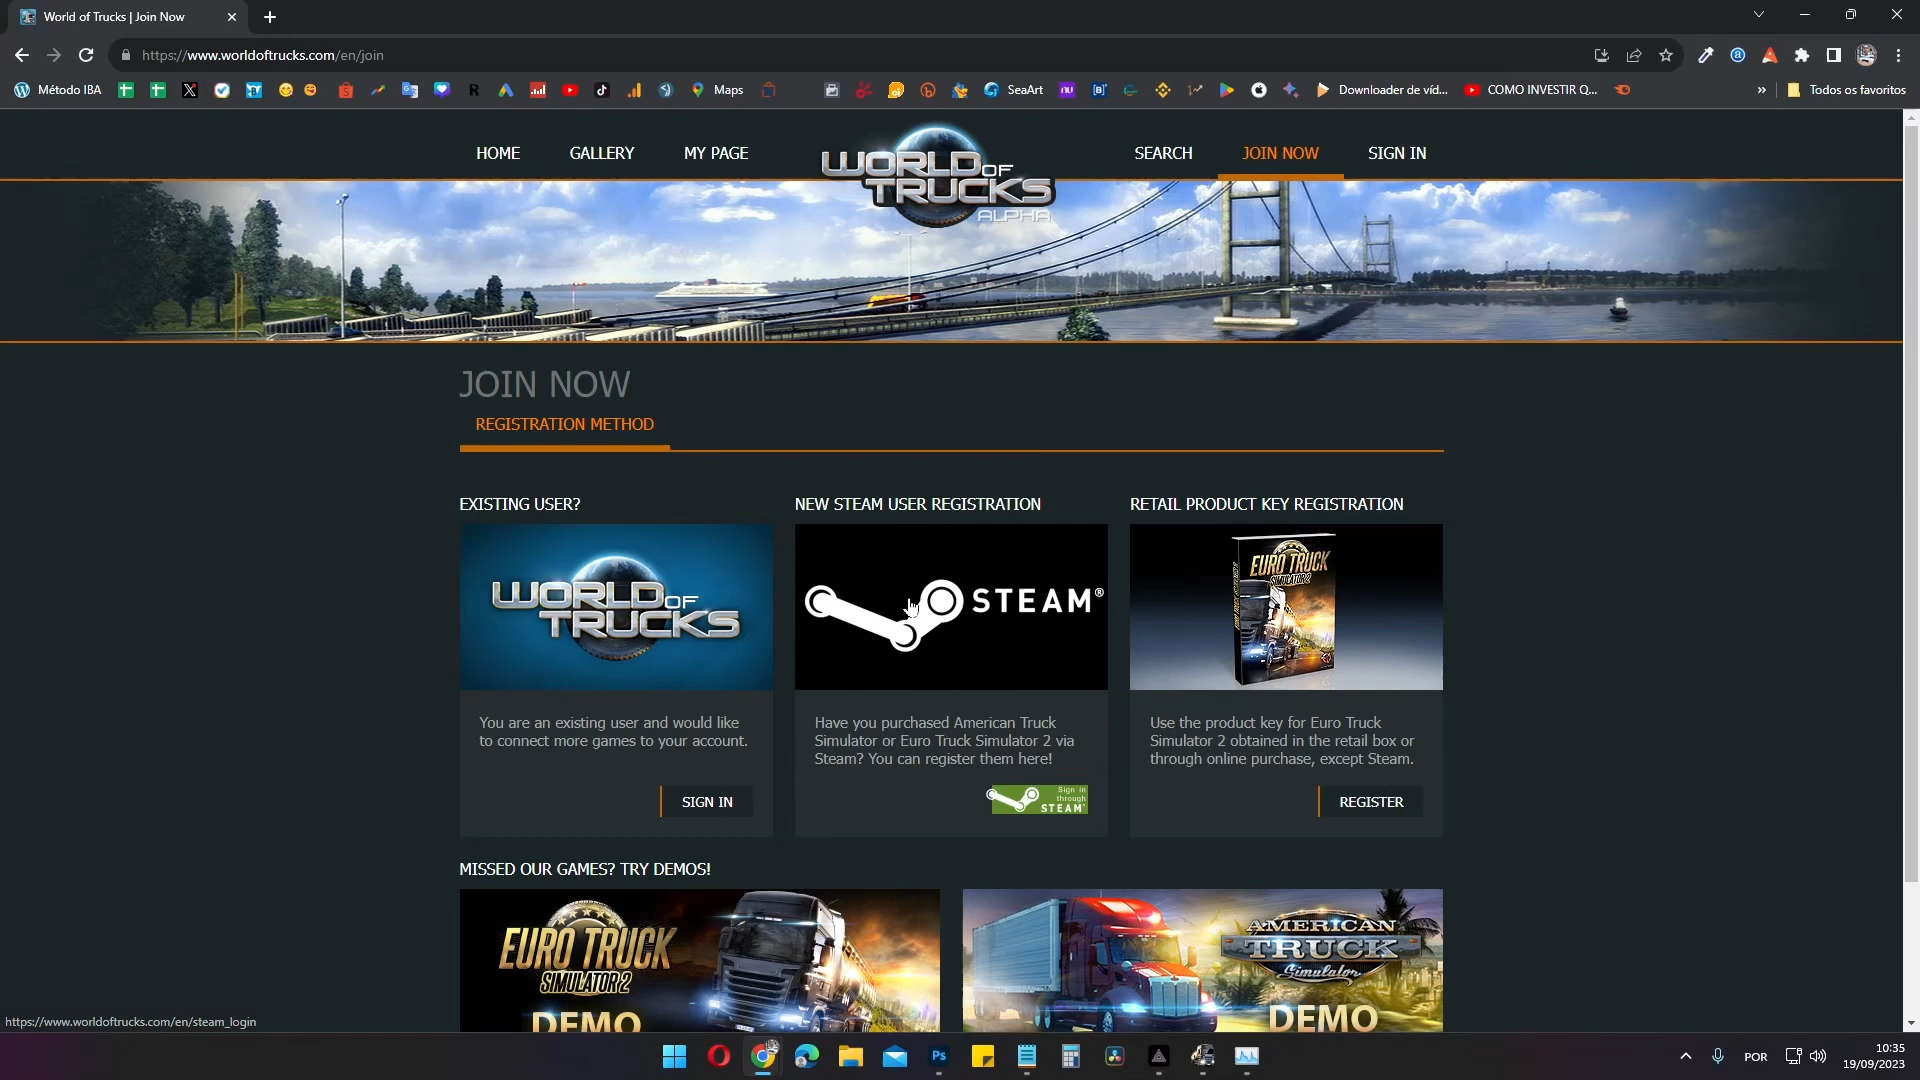 World of Trucks | Join Now
https://www.worldoftrucks.com/en/join
Método IBA
Maps
SeaArt
Downloader de víd...
COMO INVESTIR Q...
Todos os favoritos
HOME
GALLERY
MY PAGE
WORLD OF
TRUCKS
ALPHA
SEARCH
JOIN NOW
SIGN IN
JOIN NOW
REGISTRATION METHOD
EXISTING USER?
WORLD OF
TRUCKS
You are an existing user and would like
to connect more games to your account.
SIGN IN
NEW STEAM USER REGISTRATION
STEAM®
Have you purchased American Truck
Simulator or Euro Truck Simulator 2 via
Steam? You can register them here!
Sign in
through
STEAM
RETAIL PRODUCT KEY REGISTRATION
EURO TRUCK
SIMULATOR 2
Use the product key for Euro Truck
Simulator 2 obtained in the retail box or
through online purchase, except Steam.
REGISTER
MISSED OUR GAMES? TRY DEMOS!
EURO TRUCK
SIMULATOR 2
DEMO
AMERICAN
TRUCK
Simulator
DEMO
https://www.worldoftrucks.com/en/steam_login
Ps
POR
10:35
19/09/2023